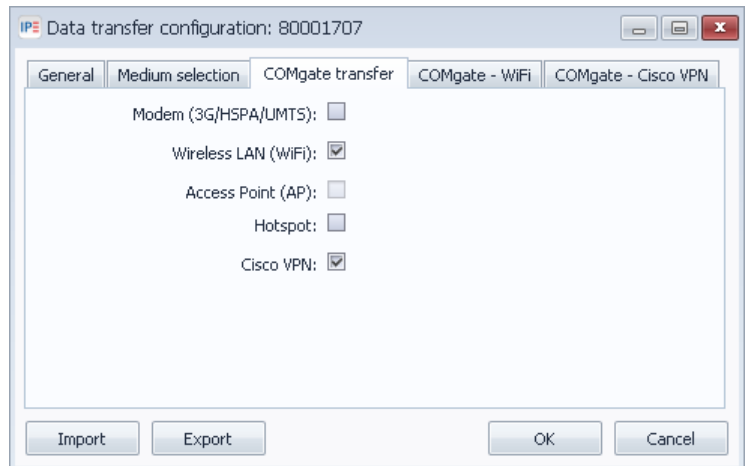 IPE Data transfer configuration: 80001707
General Medium selection COMgate transfer COMgate - WiFi COMgate - Cisco VPN
Modem (3G/HSPA/UMTS):
Wireless LAN (WiFi):
Access Point (AP):
Hotspot:
Cisco VPN:
Import Export OK Cancel